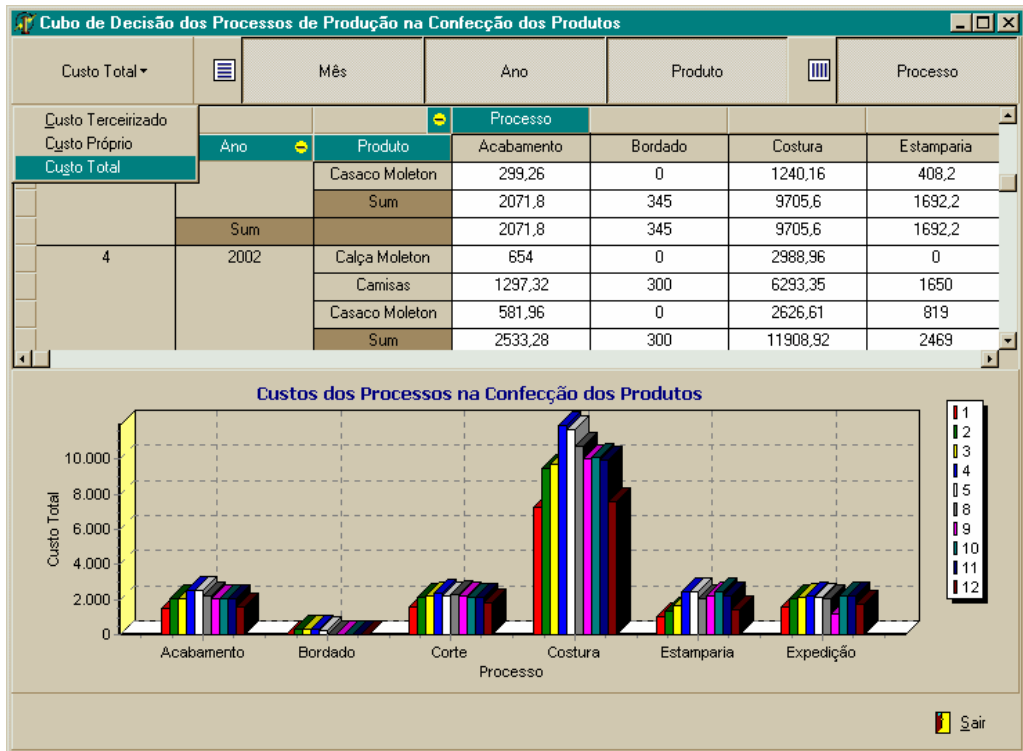 Cubo de Decisão dos Processos de Produção na Confecção dos Produtos
Custo Total Mês Ano Produto Processo
Custo Terceirizado
Custo Próprio
Custo Total
Processo
Ano Produto Acabamento Bordado Costura Estamparia
Casaco Moleton 299,26 0 1240,16 408,2
Sum 2071,8 345 9705,6 1692,2
Sum 2071,8 345 9705,6 1692,2
4 2002 Calça Moleton 654 0 2988,96 0
Camisas 1297,32 300 6293,35 1650
Casaco Moleton 581,96 0 2626,61 819
Sum 2533,28 300 11908,92 2469
Custos dos Processos na Confecção dos Produtos
Custo Total
10.000
8.000
6.000
4.000
2.000
0
Acabamento Bordado Corte Costura Estamparia Expedição
Processo
1
2
3
4
5
8
9
10
11
12
Sair